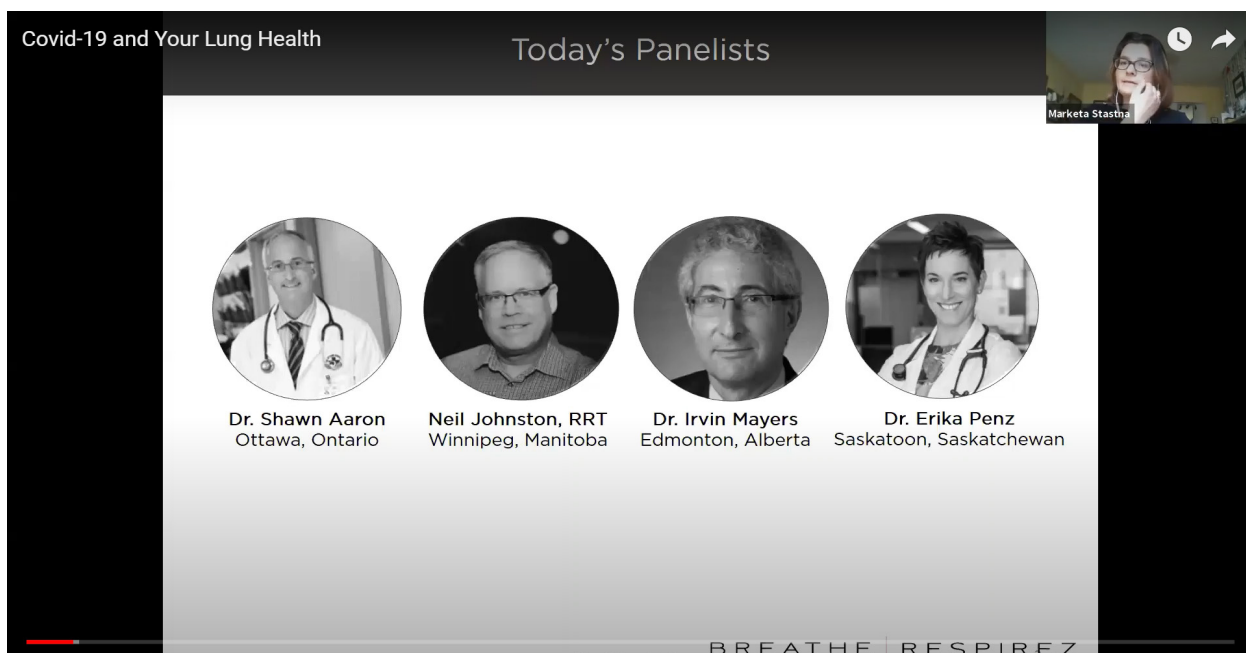 Covid-19 and Your Lung Health
Today's Panelists
Marketa Stastna
Dr. Shawn Aaron
Ottawa, Ontario
Neil Johnston, RRT
Winnipeg, Manitoba
Dr. Irvin Mayers
Edmonton, Alberta
Dr. Erika Penz
Saskatoon, Saskatchewan
BREATHE | RESPIREZ